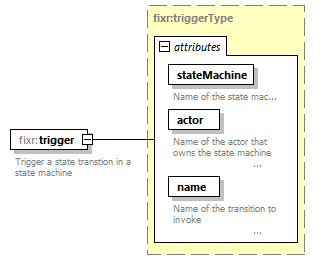 fixr:triggerType
attributes
stateMachine
Name of the state mac...
actor
Name of the actor that
owns the state machine
...
fixr:trigger
Trigger a state transtion in a
state machine
name
Name of the transition to
invoke
...